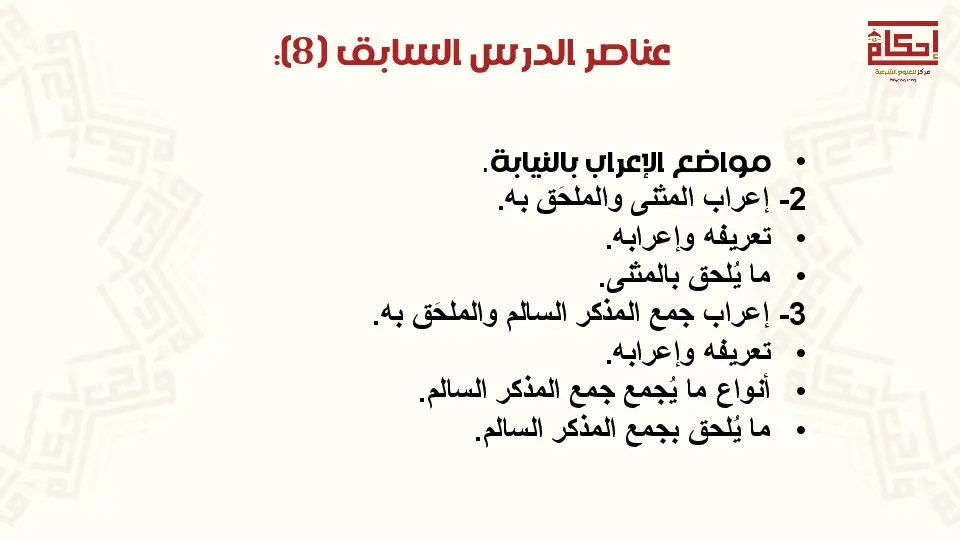 عناصر الدرس السابق (8):
إحكام
مركز للعلوم الشرعية
• مواضع الإعراب بالنيابة.
2- إعراب المثنى والملحَق به.
• تعريفه وإعرابه.
• ما يُلحق بالمثنى.
3- إعراب جمع المذكر السالم والملحَق به.
• تعريفه وإعرابه.
• أنواع ما يُجمع جمع المذكر السالم.
• ما يُلحق بجمع المذكر السالم.